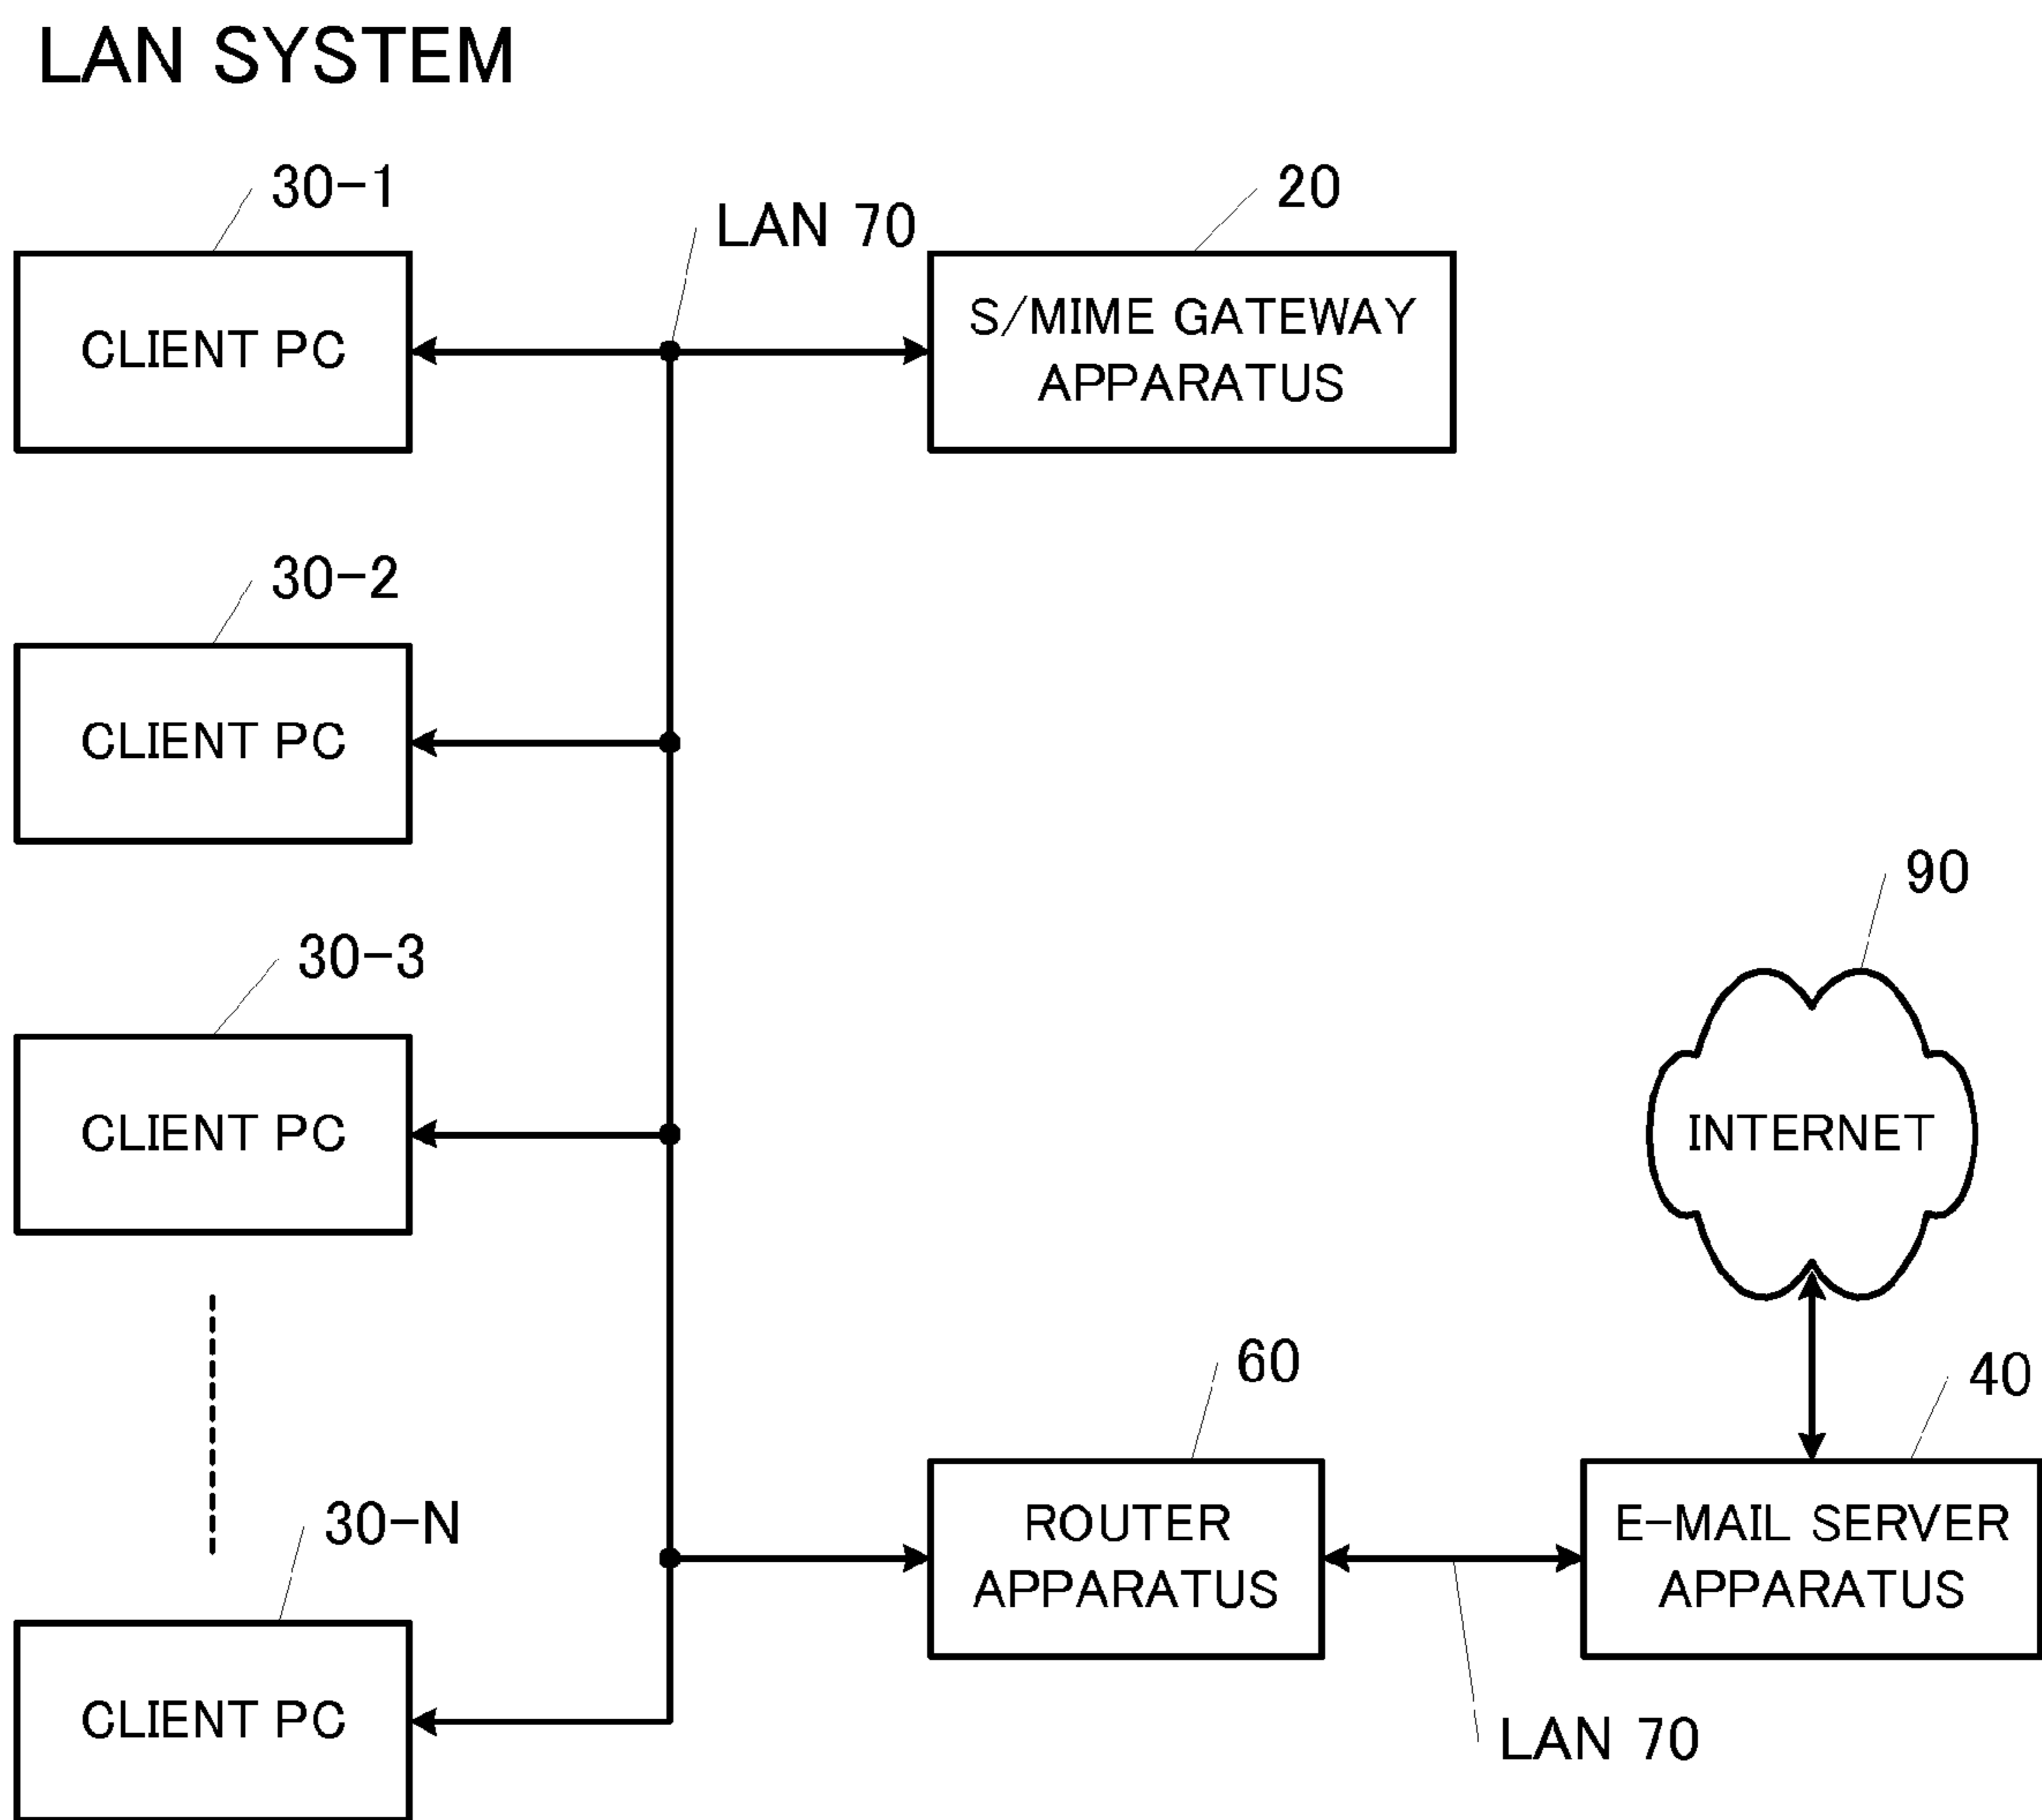 LAN SYSTEM
30-1
LAN 70
20
CLIENT PC
S/MIME GATEWAY
APPARATUS
30-2
CLIENT PC
90
30-3
CLIENT PC
INTERNET
60
40
30-N
ROUTER
APPARATUS
E-MAIL SERVER
APPARATUS
CLIENT PC
LAN 70